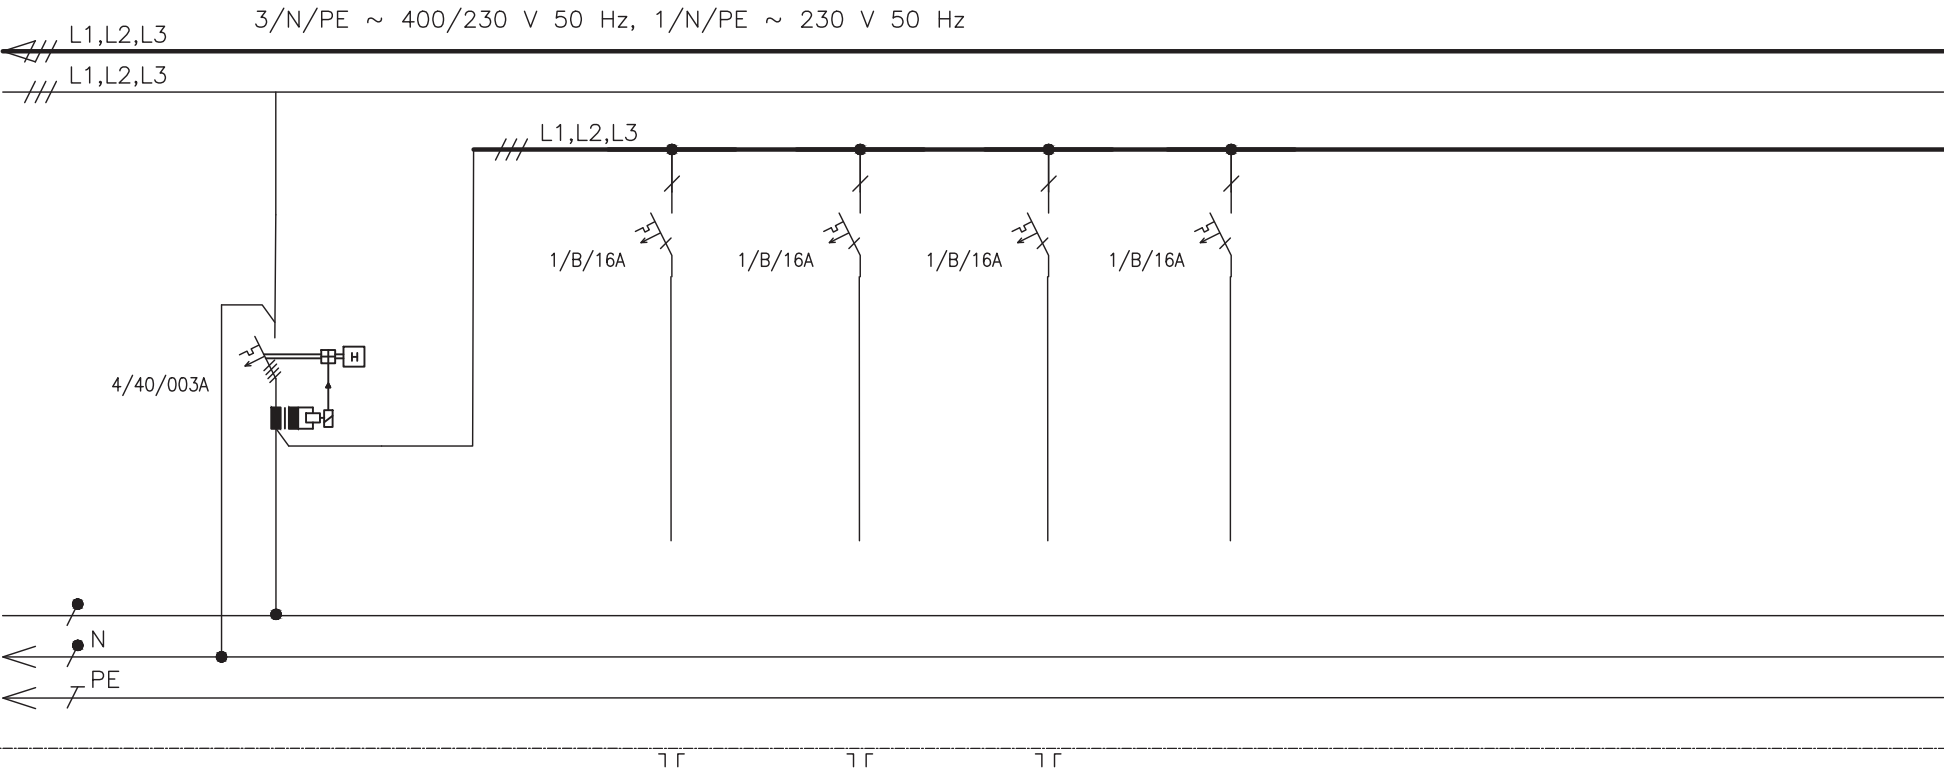 3/N/PE ~ 400/230 V 50 Hz, 1/N/PE ~ 230 V 50 Hz
L1,L2,L3
L1,L2,L3
L1,L2,L3
1/B/16A
1/B/16A
1/B/16A
1/B/16A
H
4/40/003A
N
PE